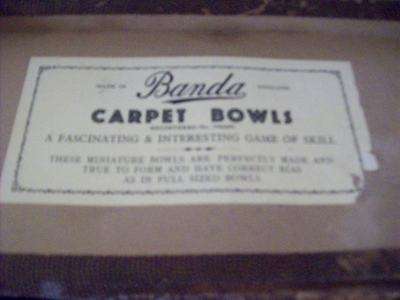 MADE IN Banda ENGLAND
CARPET BOWLS
A FASCINATING & INTERESTING GAME OF SKILL
THESE MINIATURE BOWLS ARE PERFECTLY MADE AND
TRUE TO FORM AND HAVE CORRECT BIAS
AS IN FULL SIZED BOWLS